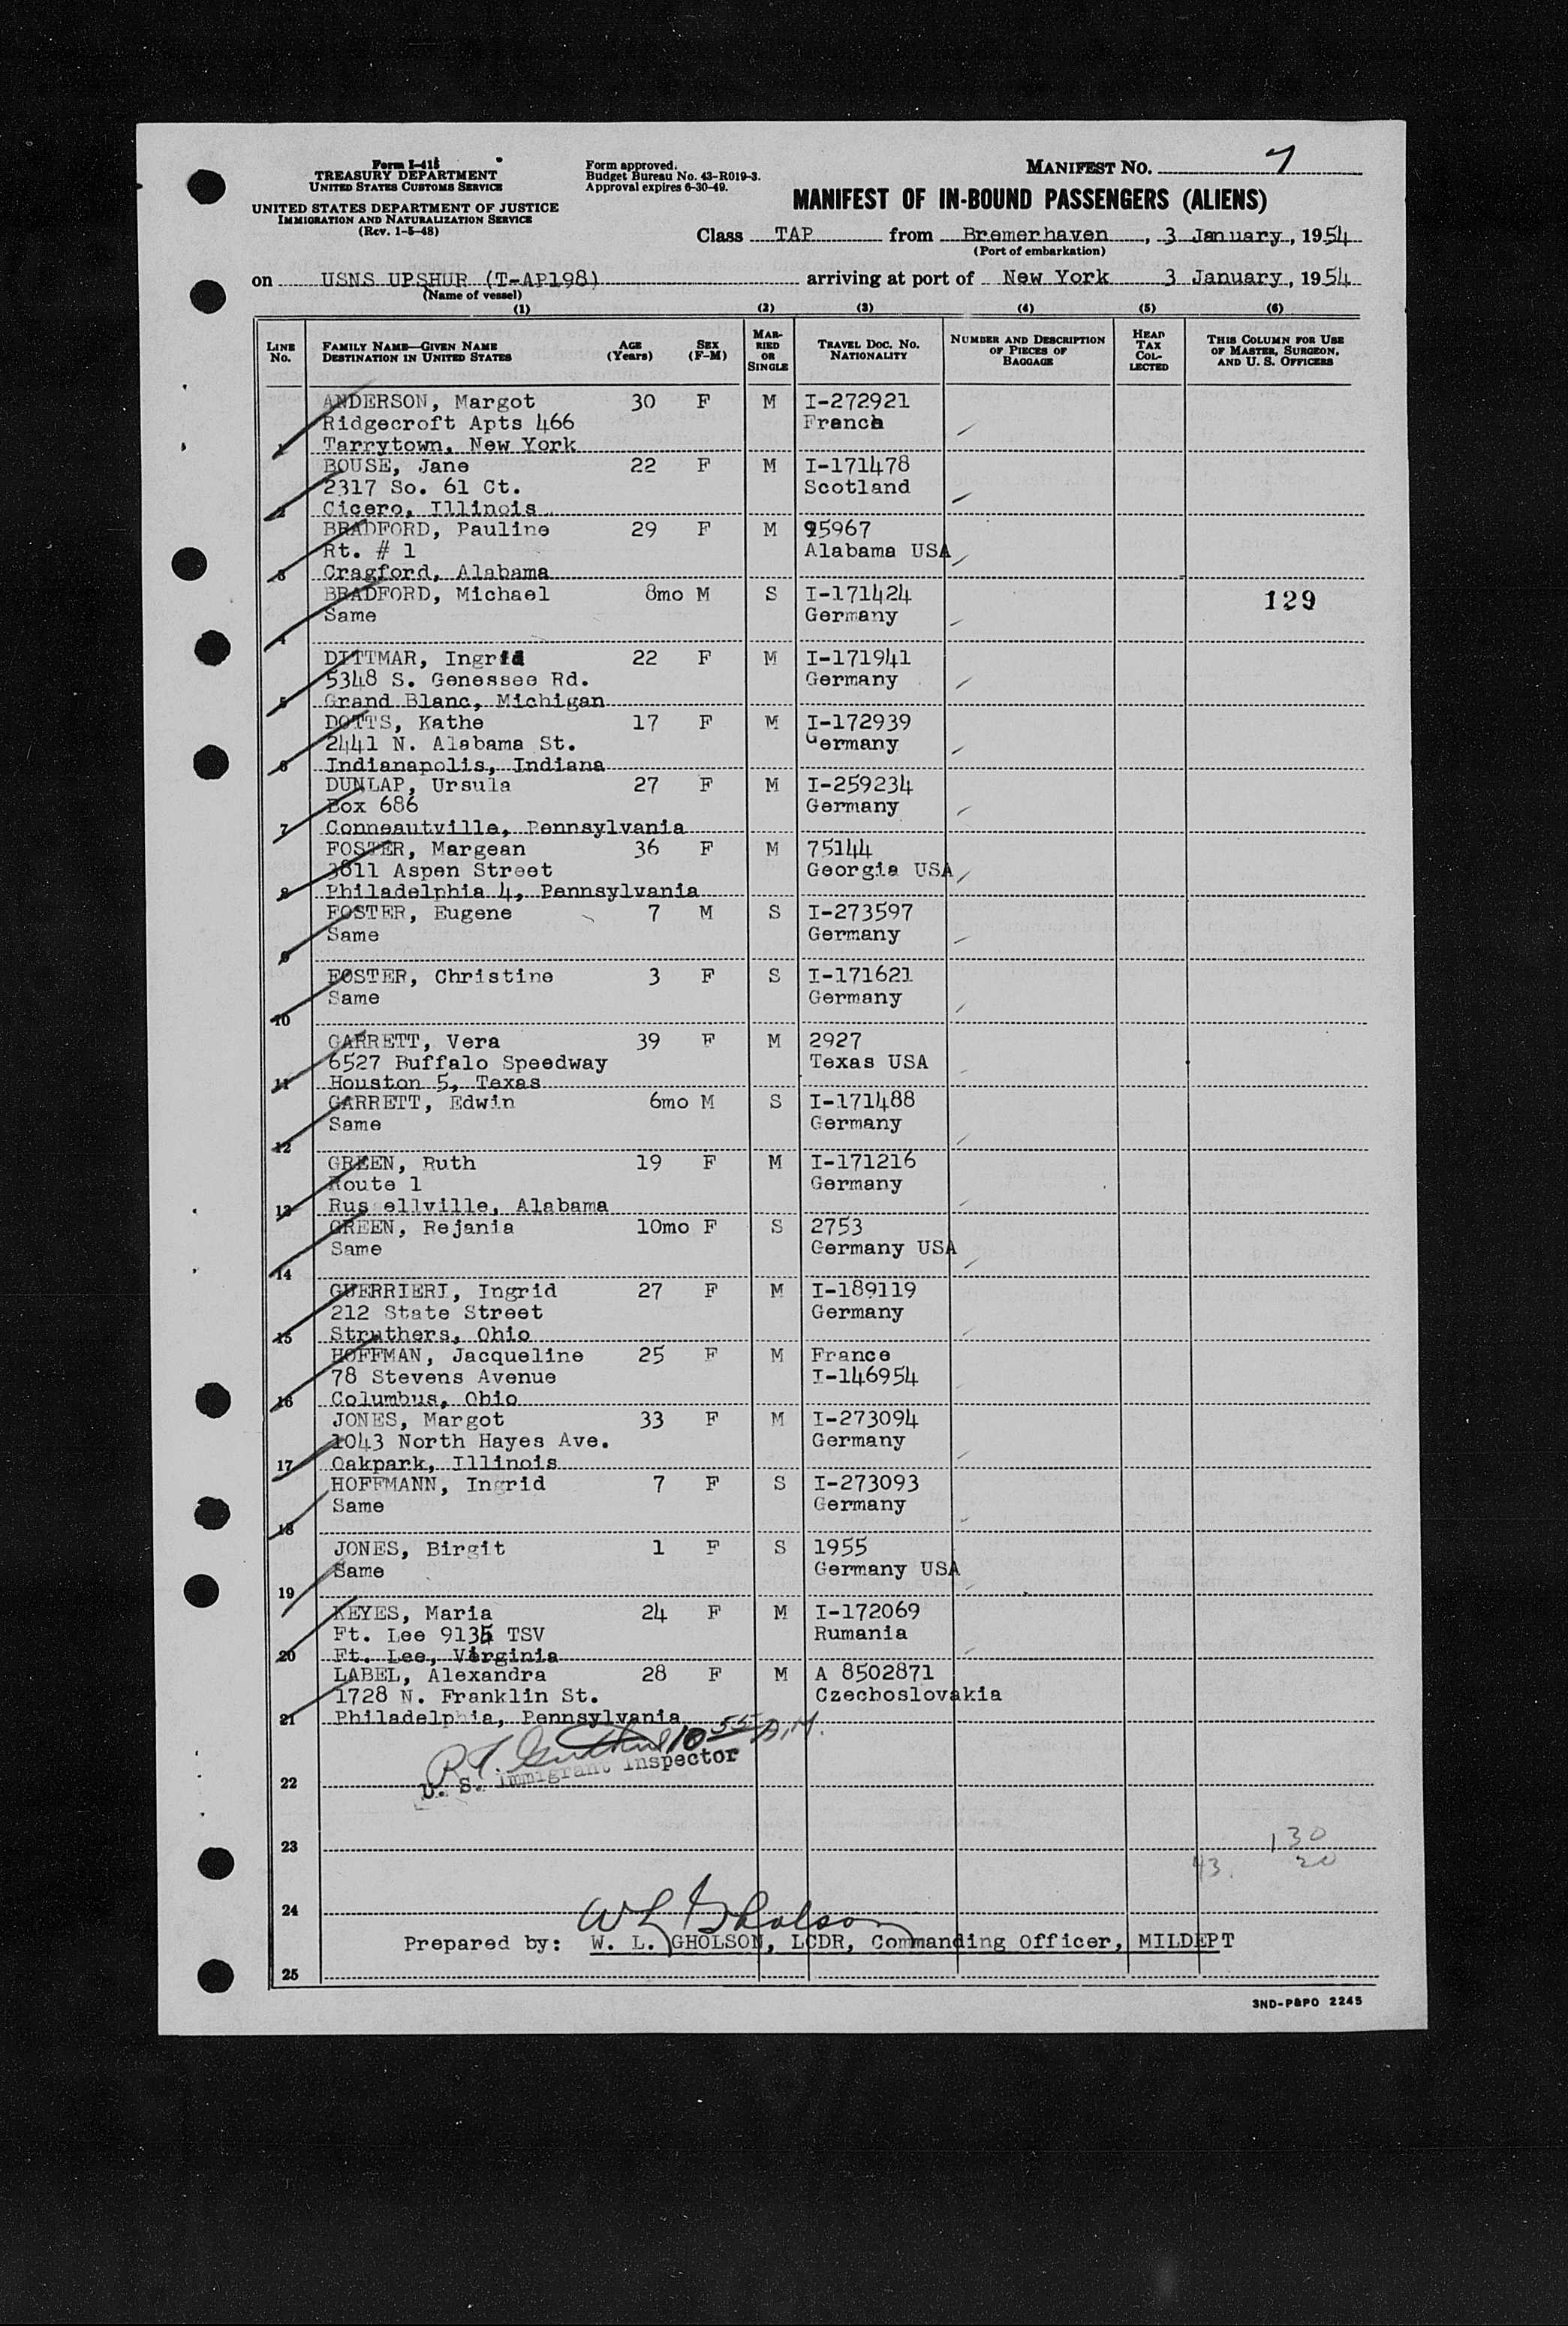 Form I-415
TREASURY DEPARTMENT
UNITED STATES CUSTOMS SERVICE
UNITED STATES DEPARTMENT OF JUSTICE
IMMIGRATION AND NATURALIZATION SERVICE
(Rev. 1-5-48)
Form approved.
Budget Bureau No. 43-R019-3.
Approval expires 6-30-49.
MANIFEST NO. 7
MANIFEST OF IN-BOUND PASSENGERS (ALIENS)
Class TAP from Bremerhaven, 3 January, 1954
(Port of embarkation)
on USNS UPSHUR (T-AP198) arriving at port of New York 3 January, 1954
(Name of vessel)
(1) (2) (3) (4) (5) (6)
LINE No. FAMILY NAME—GIVEN NAME DESTINATION IN UNITED STATES AGE (Years) SEX (F-M) MARRIED OR SINGLE TRAVEL DOC. NO. NATIONALITY NUMBER AND DESCRIPTION OF PIECES OF BAGGAGE HEAD TAX COLLECTED THIS COLUMN FOR USE OF MASTER, SURGEON, AND U. S. OFFICERS
ANDERSON, Margot 30 F M I-272921
Ridgecroft Apts 466 France
1 Tarrytown, New York
BOUSE, Jane 22 F M I-171478
2317 So. 61 Ct. Scotland
2 Cicero, Illinois
BRADFORD, Pauline 29 F M 95967
Rt. # 1 Alabama USA
3 Cragford, Alabama
BRADFORD, Michael 8mo M S I-171424 129
Same Germany
4
DITTMAR, Ingrid 22 F M I-171941
5348 S. Genessee Rd. Germany
5 Grand Blanc, Michigan
DOTTS, Kathe 17 F M I-172939
2441 N. Alabama St. Germany
6 Indianapolis, Indiana
DUNLAP, Ursula 27 F M I-259234
Box 686 Germany
7 Conneautville, Pennsylvania
FOSTER, Margean 36 F M 75144
3811 Aspen Street Georgia USA
8 Philadelphia 4, Pennsylvania
FOSTER, Eugene 7 M S I-273597
Same Germany
9
FOSTER, Christine 3 F S I-171621
Same Germany
10
GARRETT, Vera 39 F M 2927
6527 Buffalo Speedway Texas USA
11 Houston 5, Texas
GARRETT, Edwin 6mo M S I-171488
Same Germany
12
GREEN, Ruth 19 F M I-171216
Route 1 Germany
13 Russellville, Alabama
GREEN, Rejania 10mo F S 2753
Same Germany USA
14
GUERRIERI, Ingrid 27 F M I-189119
212 State Street Germany
15 Struthers, Ohio
HOFFMAN, Jacqueline 25 F M France
78 Stevens Avenue I-146954
16 Columbus, Ohio
JONES, Margot 33 F M I-273094
1043 North Hayes Ave. Germany
17 Oakpark, Illinois
HOFFMANN, Ingrid 7 F S I-273093
Same Germany
18
JONES, Birgit 1 F S 1955
Same Germany USA
19
KEYES, Maria 24 F M I-172069
Ft. Lee 9135 TSV Rumania
20 Ft. Lee, Virginia
LABEL, Alexandra 28 F M A 8502871
1728 N. Franklin St. Czechoslovakia
21 Philadelphia, Pennsylvania
10 55 A.M.
U. S. Immigrant Inspector
22
130
23
43. 20
24
W L Gholson
Prepared by: W. L. GHOLSON, LCDR, Commanding Officer, MILDEPT
25
3ND-P&PO 2245